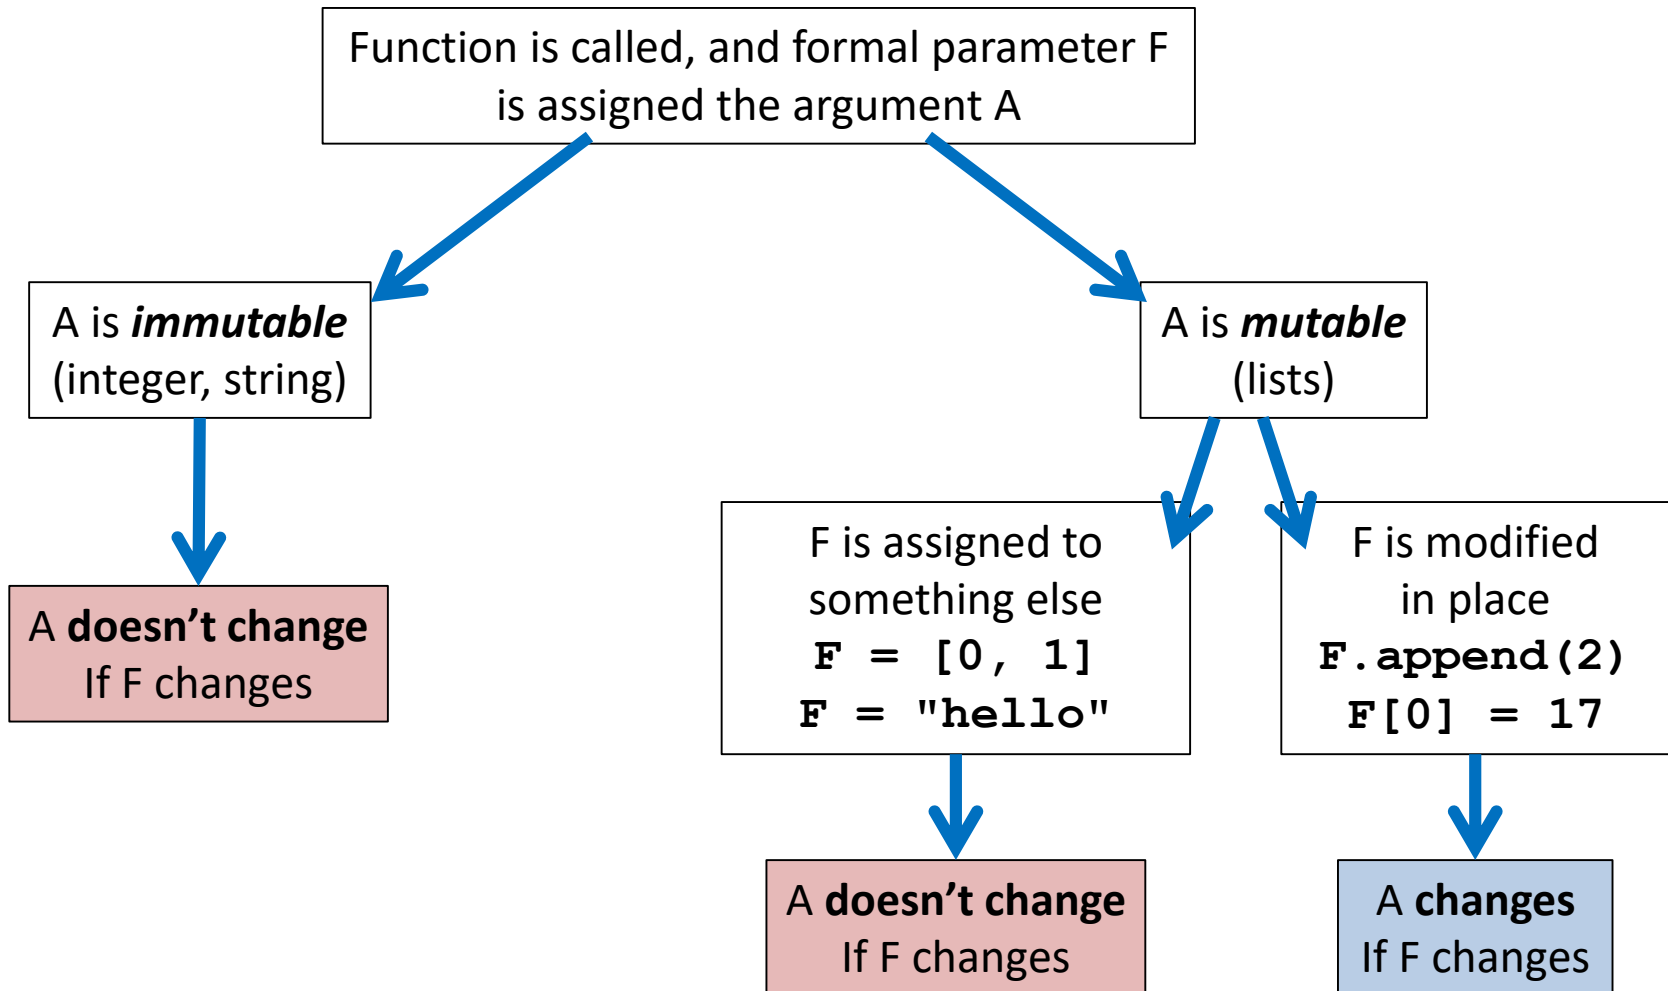 Function is called, and formal parameter F
is assigned the argument A
A is immutable
(integer, string)
A is mutable
(lists)
A doesn’t change
If F changes
F is assigned to
something else
F = [0, 1]
F = "hello"
F is modified
in place
F.append(2)
F[0] = 17
A doesn’t change
If F changes
A changes
If F changes